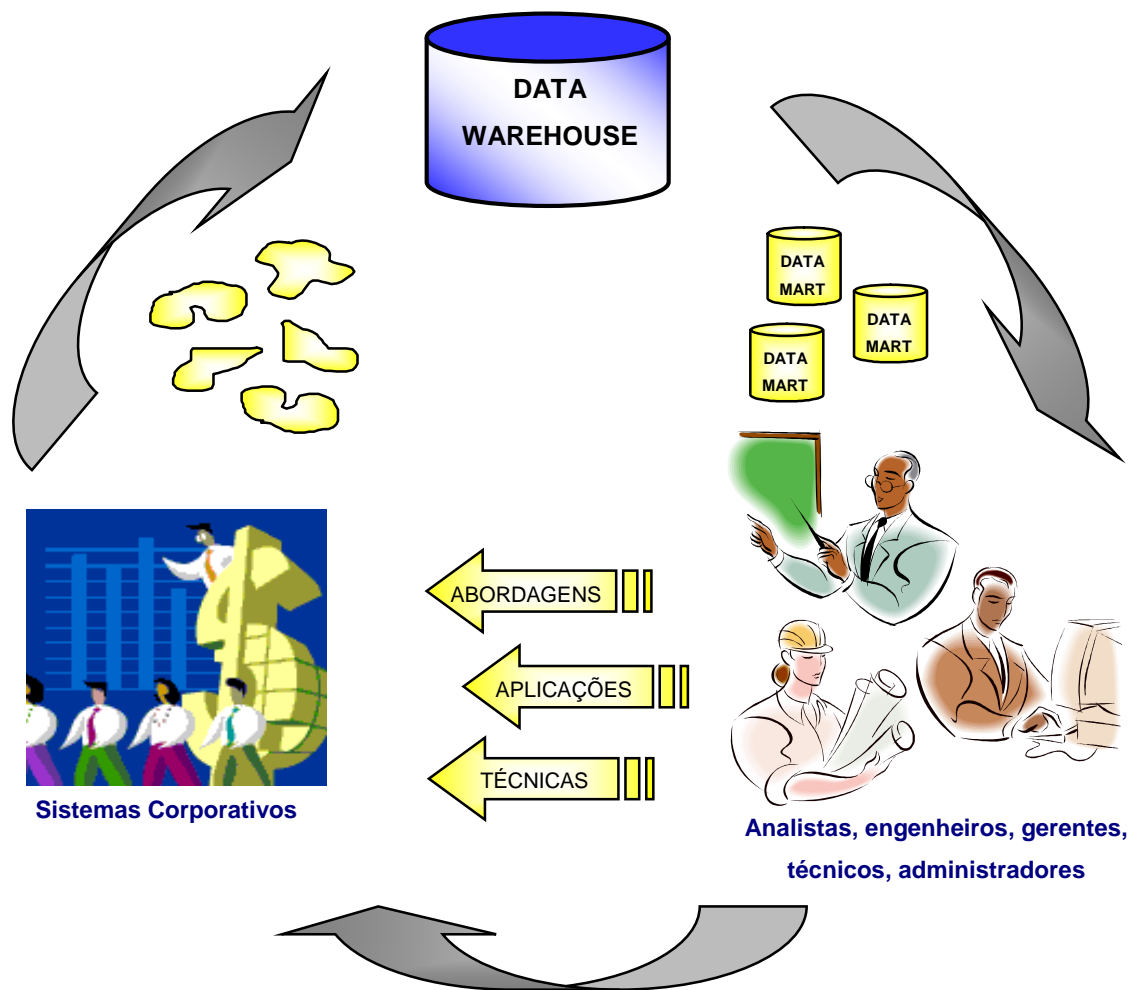 DATA
WAREHOUSE
DATA
MART
DATA
MART
DATA
MART
ABORDAGENS
APLICAÇÕES
TÉCNICAS
Sistemas Corporativos
Analistas, engenheiros, gerentes,
técnicos, administradores